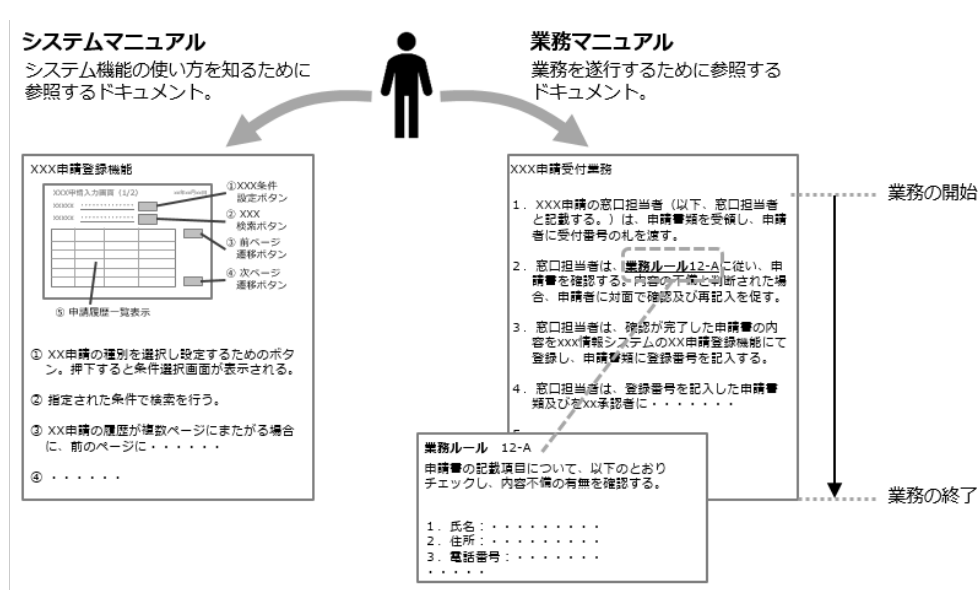 システムマニュアル
システム機能の使い方を知るために
参照するドキュメント。
業務マニュアル
業務を遂行するために参照する
ドキュメント。
XXX申請登録機能
XXX申請入力画面（1/2）
XXXXX
XXXXX
①XXX条件
設定ボタン
② XXX
検索ボタン
③ 前ページ
遷移ボタン
④ 次ページ
遷移ボタン
⑤ 申請履歴一覧表示
① XX申請の種別を選択し設定するためのボタ
ン。押下すると条件選択画面が表示される。
② 指定された条件で検索を行う。
③ XX申請の履歴が複数ページにまたがる場合
に、前のページに・・・・・・
④ ・・・・・・
XXX申請受付業務
1. XXX申請の窓口担当者（以下、窓口担当者
と記載する。）は、申請書類を受領し、申請
者に受付番号の札を渡す。
2. 窓口担当者は、業務ルール12-Aに従い、申
請書を確認する。内容の不備と判断された場
合、申請者に対面で確認及び再記入を促す。
3. 窓口担当者は、確認が完了した申請書の内
容をxxx情報システムのXX申請登録機能にて
登録し、申請書類に登録番号を記入する。
4. 窓口担当者は、登録番号を記入した申請書
類及びをxx承認者に・・・・・・・
業務の開始
業務の終了
業務ルール 12-A
申請書の記載項目について、以下のとおり
チェックし、内容不備の有無を確認する。
1. 氏名：・・・・・・・・・
2. 住所：・・・・・・・・・
3. 電話番号：・・・・・・・
・・・・・